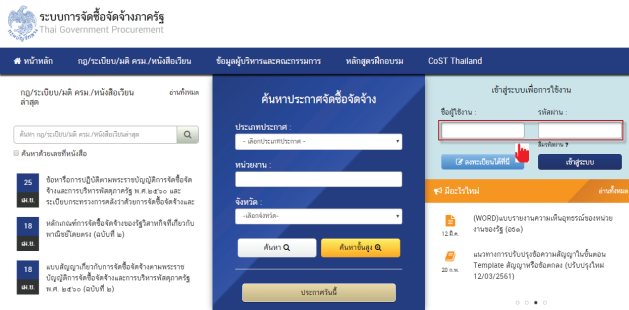 ระบบการจัดซื้อจัดจ้างภาครัฐ
Thai Government Procurement
หน้าหลัก กฎ/ระเบียบ/มติ ครม./หนังสือเวียน ข้อมูลผู้บริหารและคณะกรรมการ หลักสูตรฝึกอบรม CoST Thailand
กฎ/ระเบียบ/มติ ครม./หนังสือเวียน
ล่าสุด
อ่านทั้งหมด
ค้นหา กฎ/ระเบียบ/มติ ครม./หนังสือเวียนล่าสุด
ค้นหาด้วยเลขที่หนังสือ
25 เม.ย.
ข้อหารือการปฏิบัติตามพระราชบัญญัติการจัดซื้อจัด
จ้างและการบริหารพัสดุภาครัฐ พ.ศ.๒๕๖๐ และ
ระเบียบกระทรวงการคลังว่าด้วยการจัดซื้อจัดจ้างและ
18 เม.ย.
หลักเกณฑ์การจัดซื้อจัดจ้างของรัฐวิสาหกิจที่เกี่ยวกับ
พาณิชย์โดยตรง (ฉบับที่ ๒)
18 เม.ย.
แบบสัญญาเกี่ยวกับการจัดซื้อจัดจ้างตามพระราช
บัญญัติการจัดซื้อจัดจ้างและการบริหารพัสดุภาครัฐ
พ.ศ. ๒๕๖๐ (ฉบับที่ ๒)
ค้นหาประกาศจัดซื้อจัดจ้าง
ประเภทประกาศ :
- เลือกประเภทประกาศ -
หน่วยงาน :
จังหวัด :
-เลือกจังหวัด-
ค้นหา ค้นหาขั้นสูง
ประกาศวันนี้
เข้าสู่ระบบเพื่อการใช้งาน
ชื่อผู้ใช้งาน : รหัสผ่าน :
ลืมรหัสผ่าน ?
ลงทะเบียนได้ที่นี่ เข้าสู่ระบบ
มีอะไรใหม่ อ่านทั้งหมด
12 มี.ค.
(WORD)แบบรายงานความเห็นอุทธรณ์ของหน่วย
งานของรัฐ (อธ๑)
20 ก.พ.
แนวทางการปรับปรุงข้อความสัญญาในขั้นตอน
Template สัญญาหรือข้อตกลง (ปรับปรุงใหม่
12/03/2561)